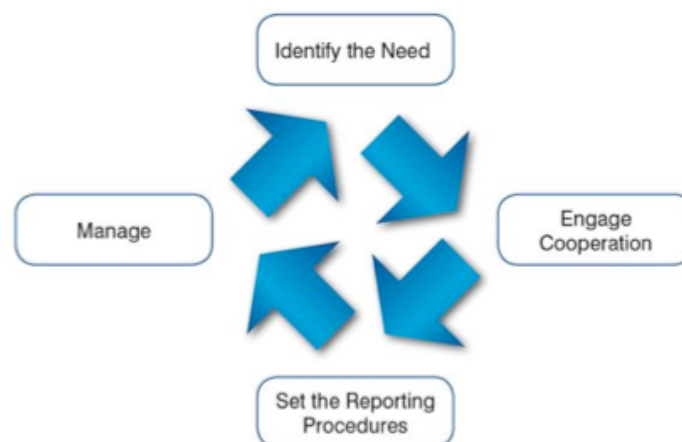 Identify the Need
Manage
Engage
Cooperation
Set the Reporting
Procedures